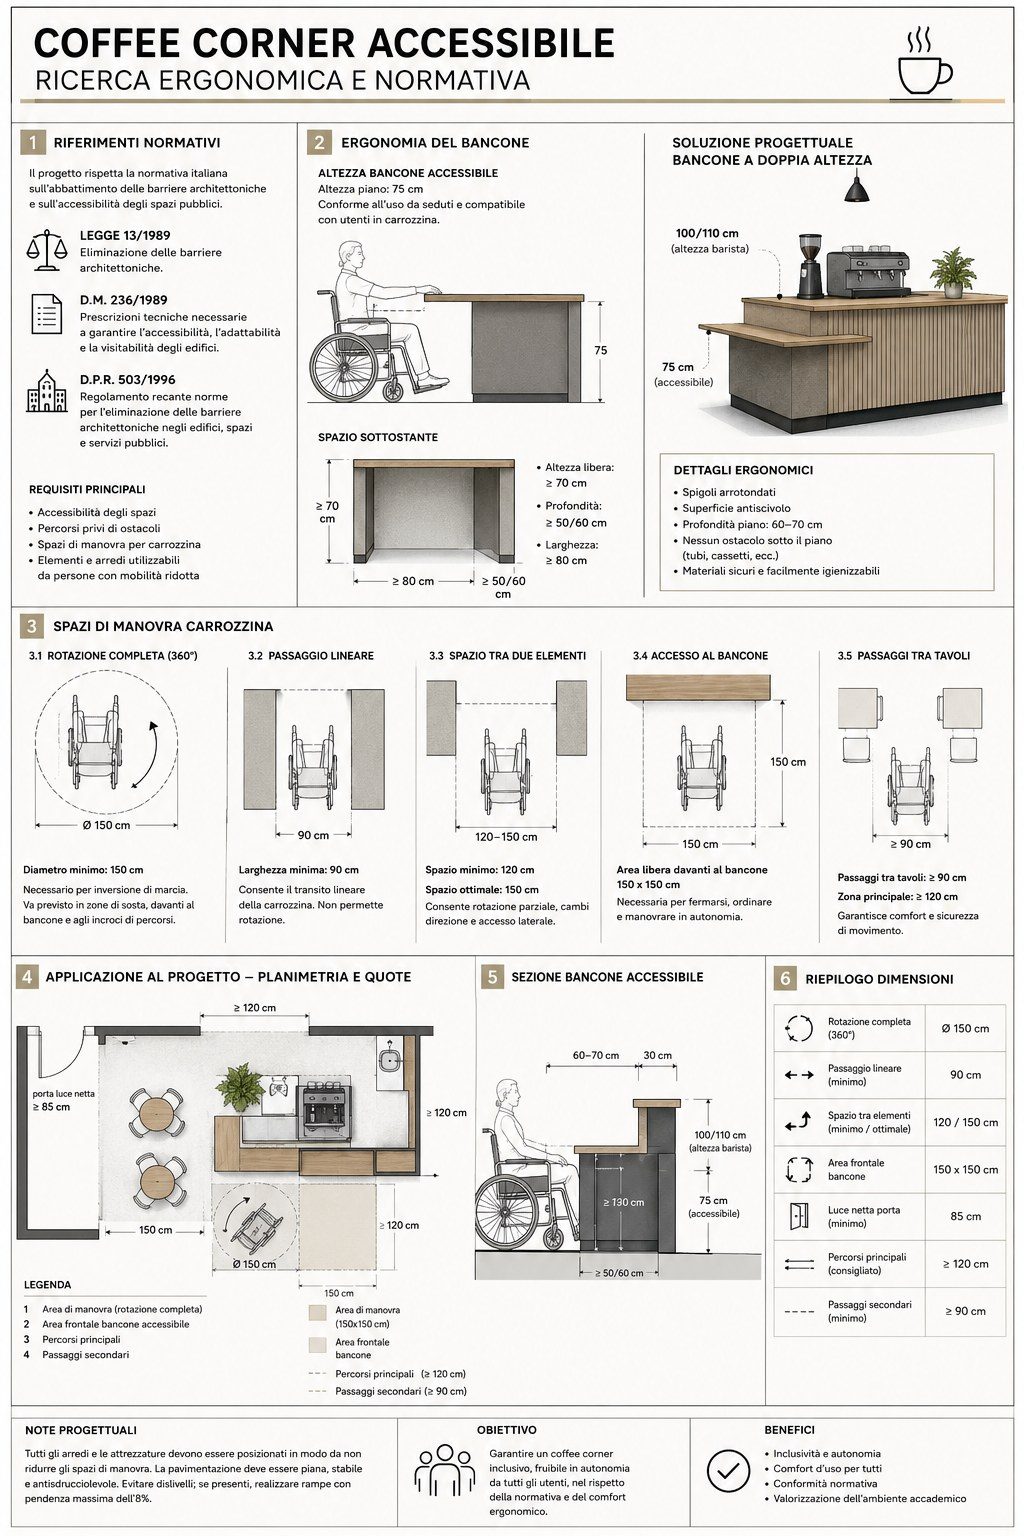 COFFEE CORNER ACCESSIBILE
RICERCA ERGONOMICA E NORMATIVA
1 RIFERIMENTI NORMATIVI
Il progetto rispetta la normativa italiana
sull'abbattimento delle barriere architettoniche
e sull'accessibilità degli spazi pubblici.
LEGGE 13/1989
Eliminazione delle barriere
architettoniche.
D.M. 236/1989
Prescrizioni tecniche necessarie
a garantire l'accessibilità, l'adattabilità
e la visitabilità degli edifici.
D.P.R. 503/1996
Regolamento recante norme
per l'eliminazione delle barriere
architettoniche negli edifici, spazi
e servizi pubblici.
REQUISITI PRINCIPALI
• Accessibilità degli spazi
• Percorsi privi di ostacoli
• Spazi di manovra per carrozzina
• Elementi e arredi utilizzabili
da persone con mobilità ridotta
2 ERGONOMIA DEL BANCONE
ALTEZZA BANCONE ACCESSIBILE
Altezza piano: 75 cm
Conforme all'uso da seduti e compatibile
con utenti in carrozzina.
75
SPAZIO SOTTOSTANTE
≥ 70
cm
≥ 80 cm
≥ 50/60
cm
• Altezza libera:
≥ 70 cm
• Profondità:
≥ 50/60 cm
• Larghezza:
≥ 80 cm
SOLUZIONE PROGETTUALE
BANCONE A DOPPIA ALTEZZA
100/110 cm
(altezza barista)
75 cm
(accessibile)
DETTAGLI ERGONOMICI
• Spigoli arrotondati
• Superficie antiscivolo
• Profondità piano: 60–70 cm
• Nessun ostacolo sotto il piano
(tubi, cassetti, ecc.)
• Materiali sicuri e facilmente igienizzabili
3 SPAZI DI MANOVRA CARROZZINA
3.1 ROTAZIONE COMPLETA (360°)
Ø 150 cm
Diametro minimo: 150 cm
Necessario per inversione di marcia.
Va previsto in zone di sosta, davanti al
bancone e agli incroci di percorsi.
3.2 PASSAGGIO LINEARE
90 cm
Larghezza minima: 90 cm
Consente il transito lineare
della carrozzina. Non permette
rotazione.
3.3 SPAZIO TRA DUE ELEMENTI
120–150 cm
Spazio minimo: 120 cm
Spazio ottimale: 150 cm
Consente rotazione parziale, cambi
direzione e accesso laterale.
3.4 ACCESSO AL BANCONE
150 cm
150 cm
Area libera davanti al bancone
150 x 150 cm
Necessaria per fermarsi, ordinare
e manovrare in autonomia.
3.5 PASSAGGI TRA TAVOLI
≥ 90 cm
Passaggi tra tavoli: ≥ 90 cm
Zona principale: ≥ 120 cm
Garantisce comfort e sicurezza
di movimento.
4 APPLICAZIONE AL PROGETTO – PLANIMETRIA E QUOTE
≥ 120 cm
porta luce netta
≥ 85 cm
≥ 120 cm
150 cm
Ø 150 cm
≥ 120 cm
150 cm
LEGENDA
1 Area di manovra (rotazione completa)
2 Area frontale bancone accessibile
3 Percorsi principali
4 Passaggi secondari
Area di manovra
(150x150 cm)
Area frontale
bancone
Percorsi principali (≥ 120 cm)
Passaggi secondari (≥ 90 cm)
5 SEZIONE BANCONE ACCESSIBILE
60–70 cm
30 cm
100/110 cm
(altezza barista)
75 cm
(accessibile)
≥ 130 cm
≥ 50/60 cm
6 RIEPILOGO DIMENSIONI
Rotazione completa
(360°)
Ø 150 cm
Passaggio lineare
(minimo)
90 cm
Spazio tra elementi
(minimo / ottimale)
120 / 150 cm
Area frontale
bancone
150 x 150 cm
Luce netta porta
(minimo)
85 cm
Percorsi principali
(consigliato)
≥ 120 cm
Passaggi secondari
(minimo)
≥ 90 cm
NOTE PROGETTUALI
Tutti gli arredi e le attrezzature devono essere posizionati in modo da non
ridurre gli spazi di manovra. La pavimentazione deve essere piana, stabile
e antisdrucciolevole. Evitare dislivelli; se presenti, realizzare rampe con
pendenza massima dell'8%.
OBIETTIVO
Garantire un coffee corner
inclusivo, fruibile in autonomia
da tutti gli utenti, nel rispetto
della normativa e del comfort
ergonomico.
BENEFICI
• Inclusività e autonomia
• Comfort d'uso per tutti
• Conformità normativa
• Valorizzazione dell'ambiente accademico